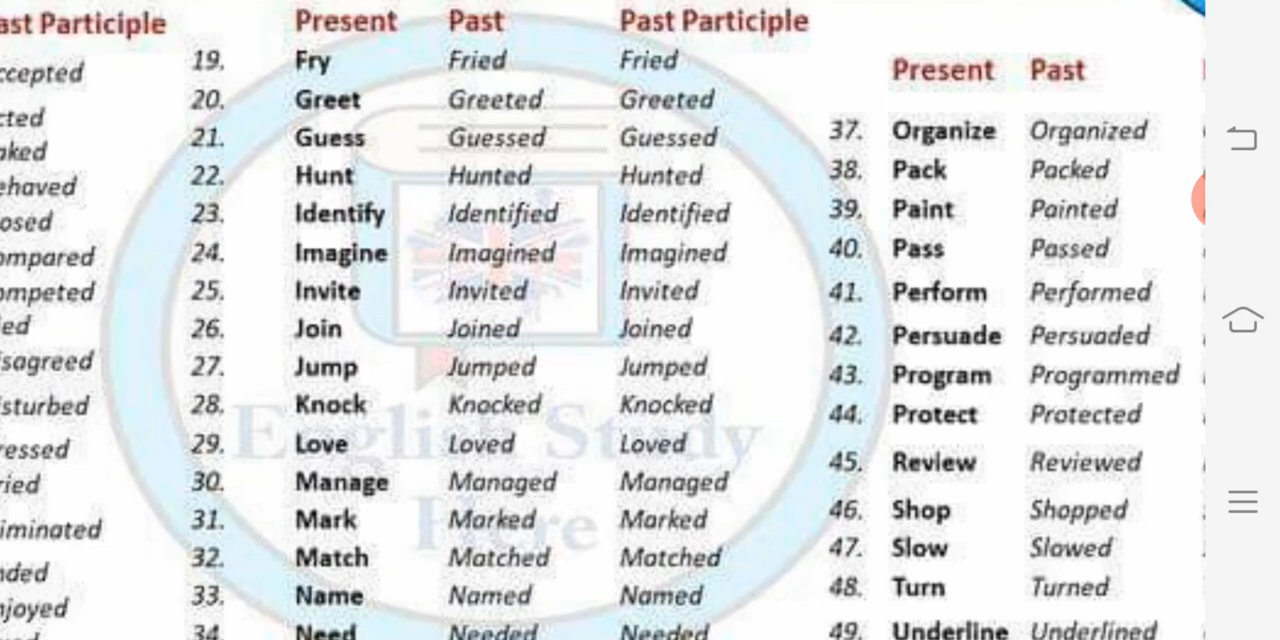 ast Participle
ccepted
cted
aked
ehaved
osed
ompared
ompeted
ied
sagreed
isturbed
ressed
ried
iminated
nded
njoyed
Present Past Past Participle
19. Fry Fried Fried
20. Greet Greeted Greeted
21. Guess Guessed Guessed
22. Hunt Hunted Hunted
23. Identify Identified Identified
24. Imagine Imagined Imagined
25. Invite Invited Invited
26. Join Joined Joined
27. Jump Jumped Jumped
28. Knock Knocked Knocked
29. Love Loved Loved
30. Manage Managed Managed
31. Mark Marked Marked
32. Match Matched Matched
33. Name Named Named
34. Need Needed Needed
Present Past
37. Organize Organized
38. Pack Packed
39. Paint Painted
40. Pass Passed
41. Perform Performed
42. Persuade Persuaded
43. Program Programmed
44. Protect Protected
45. Review Reviewed
46. Shop Shopped
47. Slow Slowed
48. Turn Turned
49. Underline Underlined
English Study
Here